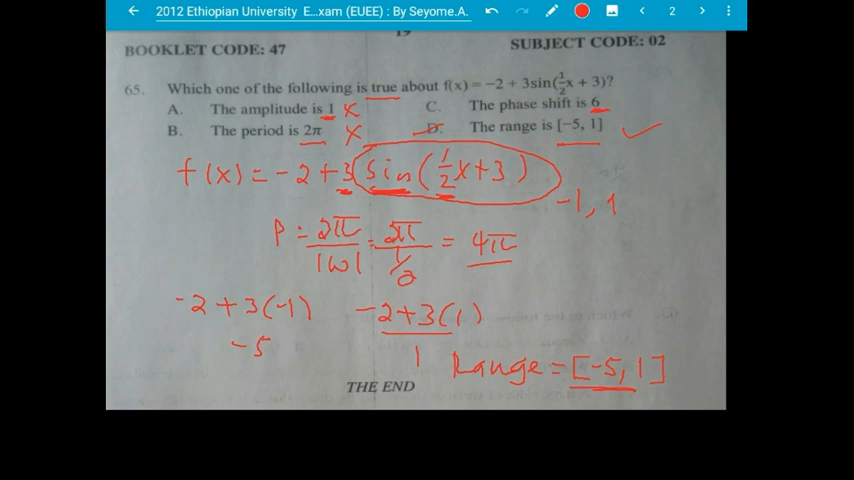 2012 Ethiopian University E...xam (EUEE) : By Seyome.A.
2
19
BOOKLET CODE: 47
SUBJECT CODE: 02
65. Which one of the following is true about f(x) = −2 + 3sin(½x + 3)?
A. The amplitude is 1 x
C. The phase shift is 6
B. The period is 2π x
D. The range is [−5, 1] ✓
f(x) = -2 + 3 sin(½x+3)
-1, 1
P = 2π/|W| = 2π/½ = 4π
-2+3(-1)
-2+3(1)
-5
1
Range = [-5, 1]
THE END